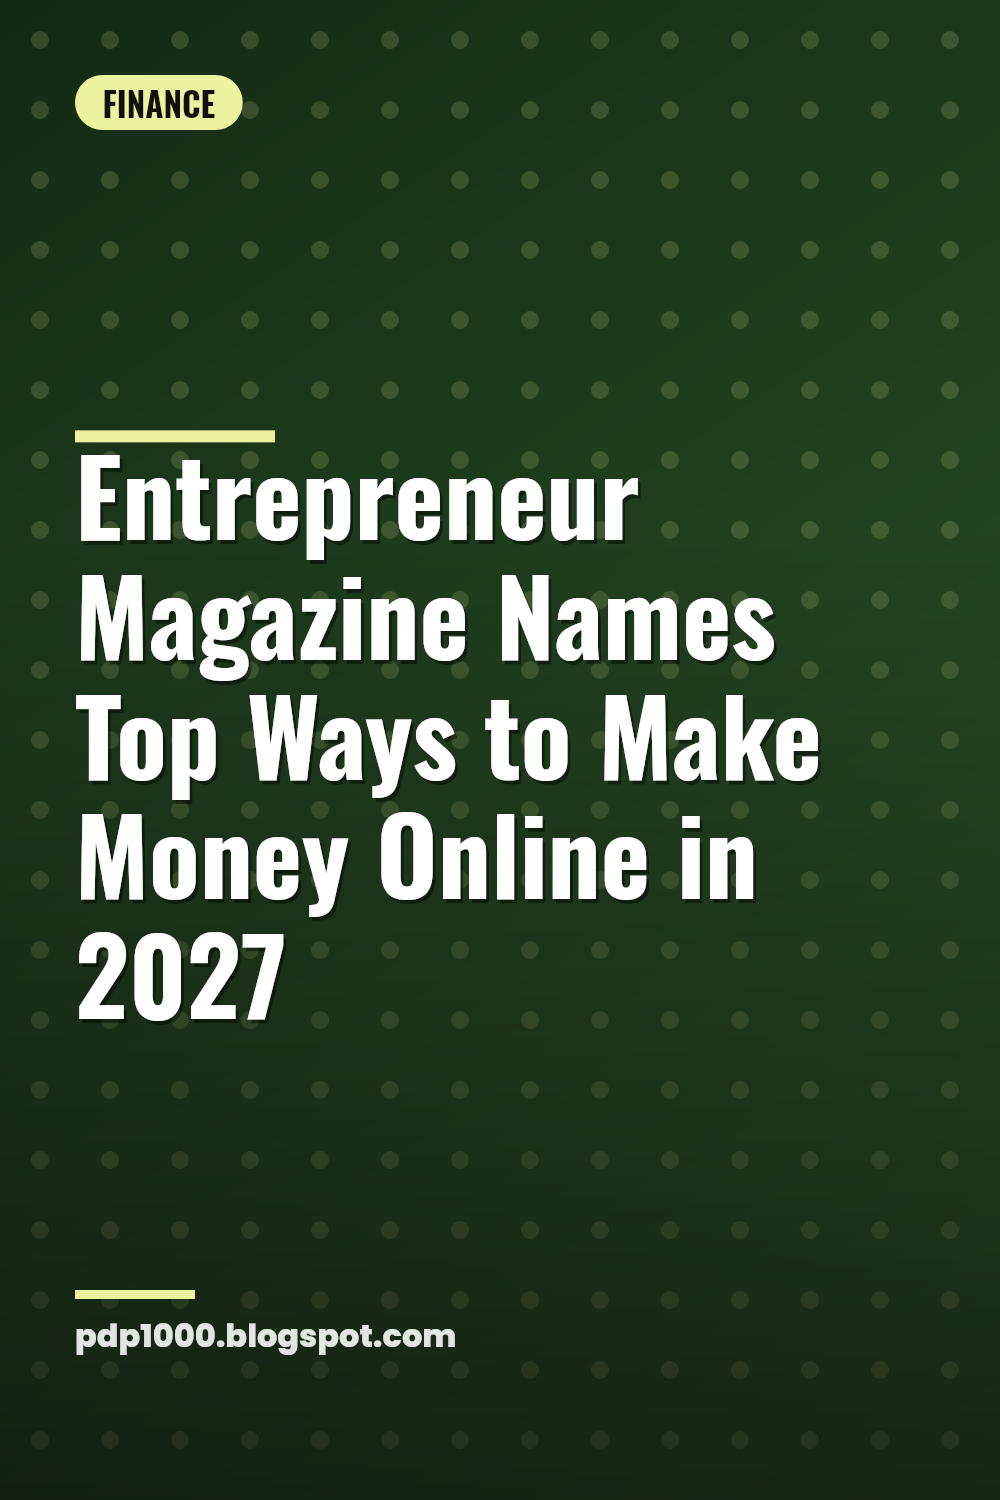 FINANCE
Entrepreneur
Magazine Names
Top Ways to Make
Money Online in
2027
pdp1000.blogspot.com